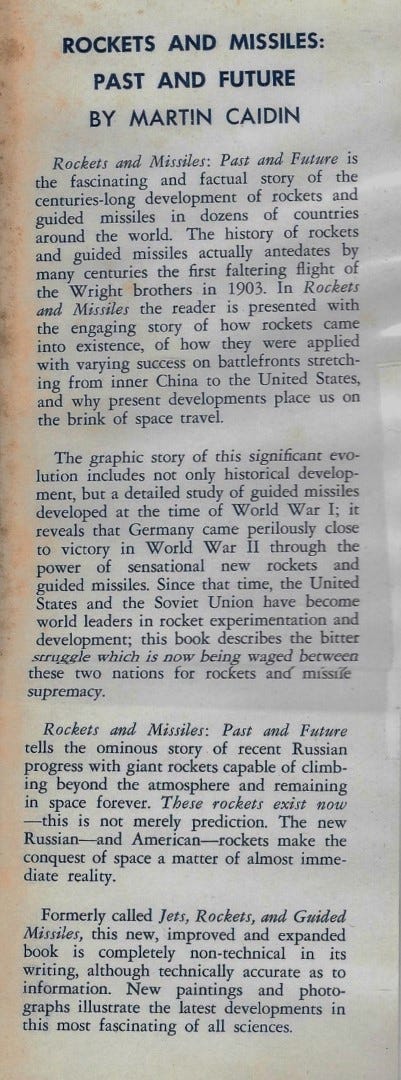 ROCKETS AND MISSILES:
PAST AND FUTURE
BY MARTIN CAIDIN
Rockets and Missiles: Past and Future is
the fascinating and factual story of the
centuries-long development of rockets and
guided missiles in dozens of countries
around the world. The history of rockets
and guided missiles actually antedates by
many centuries the first faltering flight of
the Wright brothers in 1903. In Rockets
and Missiles the reader is presented with
the engaging story of how rockets came
into existence, of how they were applied
with varying success on battlefronts stretch-
ing from inner China to the United States,
and why present developments place us on
the brink of space travel.
The graphic story of this significant evo-
lution includes not only historical develop-
ment, but a detailed study of guided missiles
developed at the time of World War I; it
reveals that Germany came perilously close
to victory in World War II through the
power of sensational new rockets and
guided missiles. Since that time, the United
States and the Soviet Union have become
world leaders in rocket experimentation and
development; this book describes the bitter
struggle which is now being waged between
these two nations for rockets and missile
supremacy.
Rockets and Missiles: Past and Future
tells the ominous story of recent Russian
progress with giant rockets capable of climb-
ing beyond the atmosphere and remaining
in space forever. These rockets exist now
—this is not merely prediction. The new
Russian—and American—rockets make the
conquest of space a matter of almost imme-
diate reality.
Formerly called Jets, Rockets, and Guided
Missiles, this new, improved and expanded
book is completely non-technical in its
writing, although technically accurate as to
information. New paintings and photo-
graphs illustrate the latest developments in
this most fascinating of all sciences.